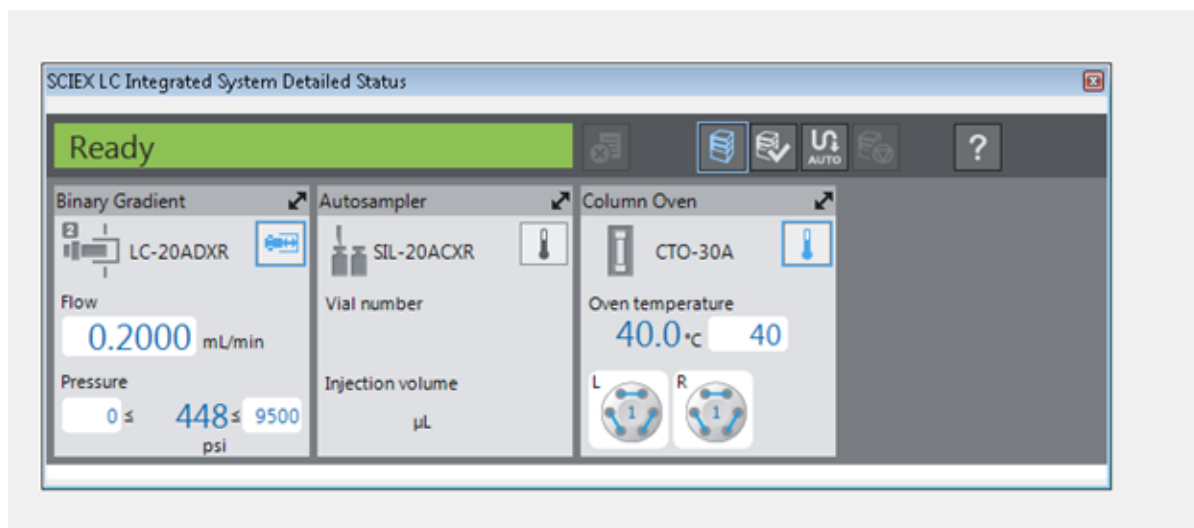 SCIEX LC Integrated System Detailed Status
Ready
AUTO
?
Binary Gradient
2
LC-20ADXR
Flow
0.2000 mL/min
Pressure
0 ≤ 448 ≤ 9500
psi
Autosampler
SIL-20ACXR
Vial number
Injection volume
µL
Column Oven
CTO-30A
Oven temperature
40.0 °C 40
L R
1 1